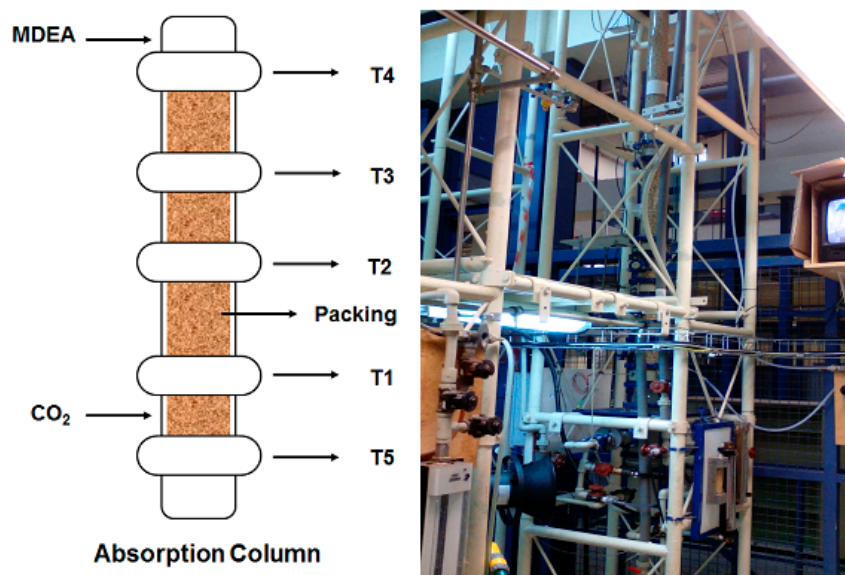 MDEA
T4
T3
T2
Packing
T1
CO₂
T5
Absorption Column